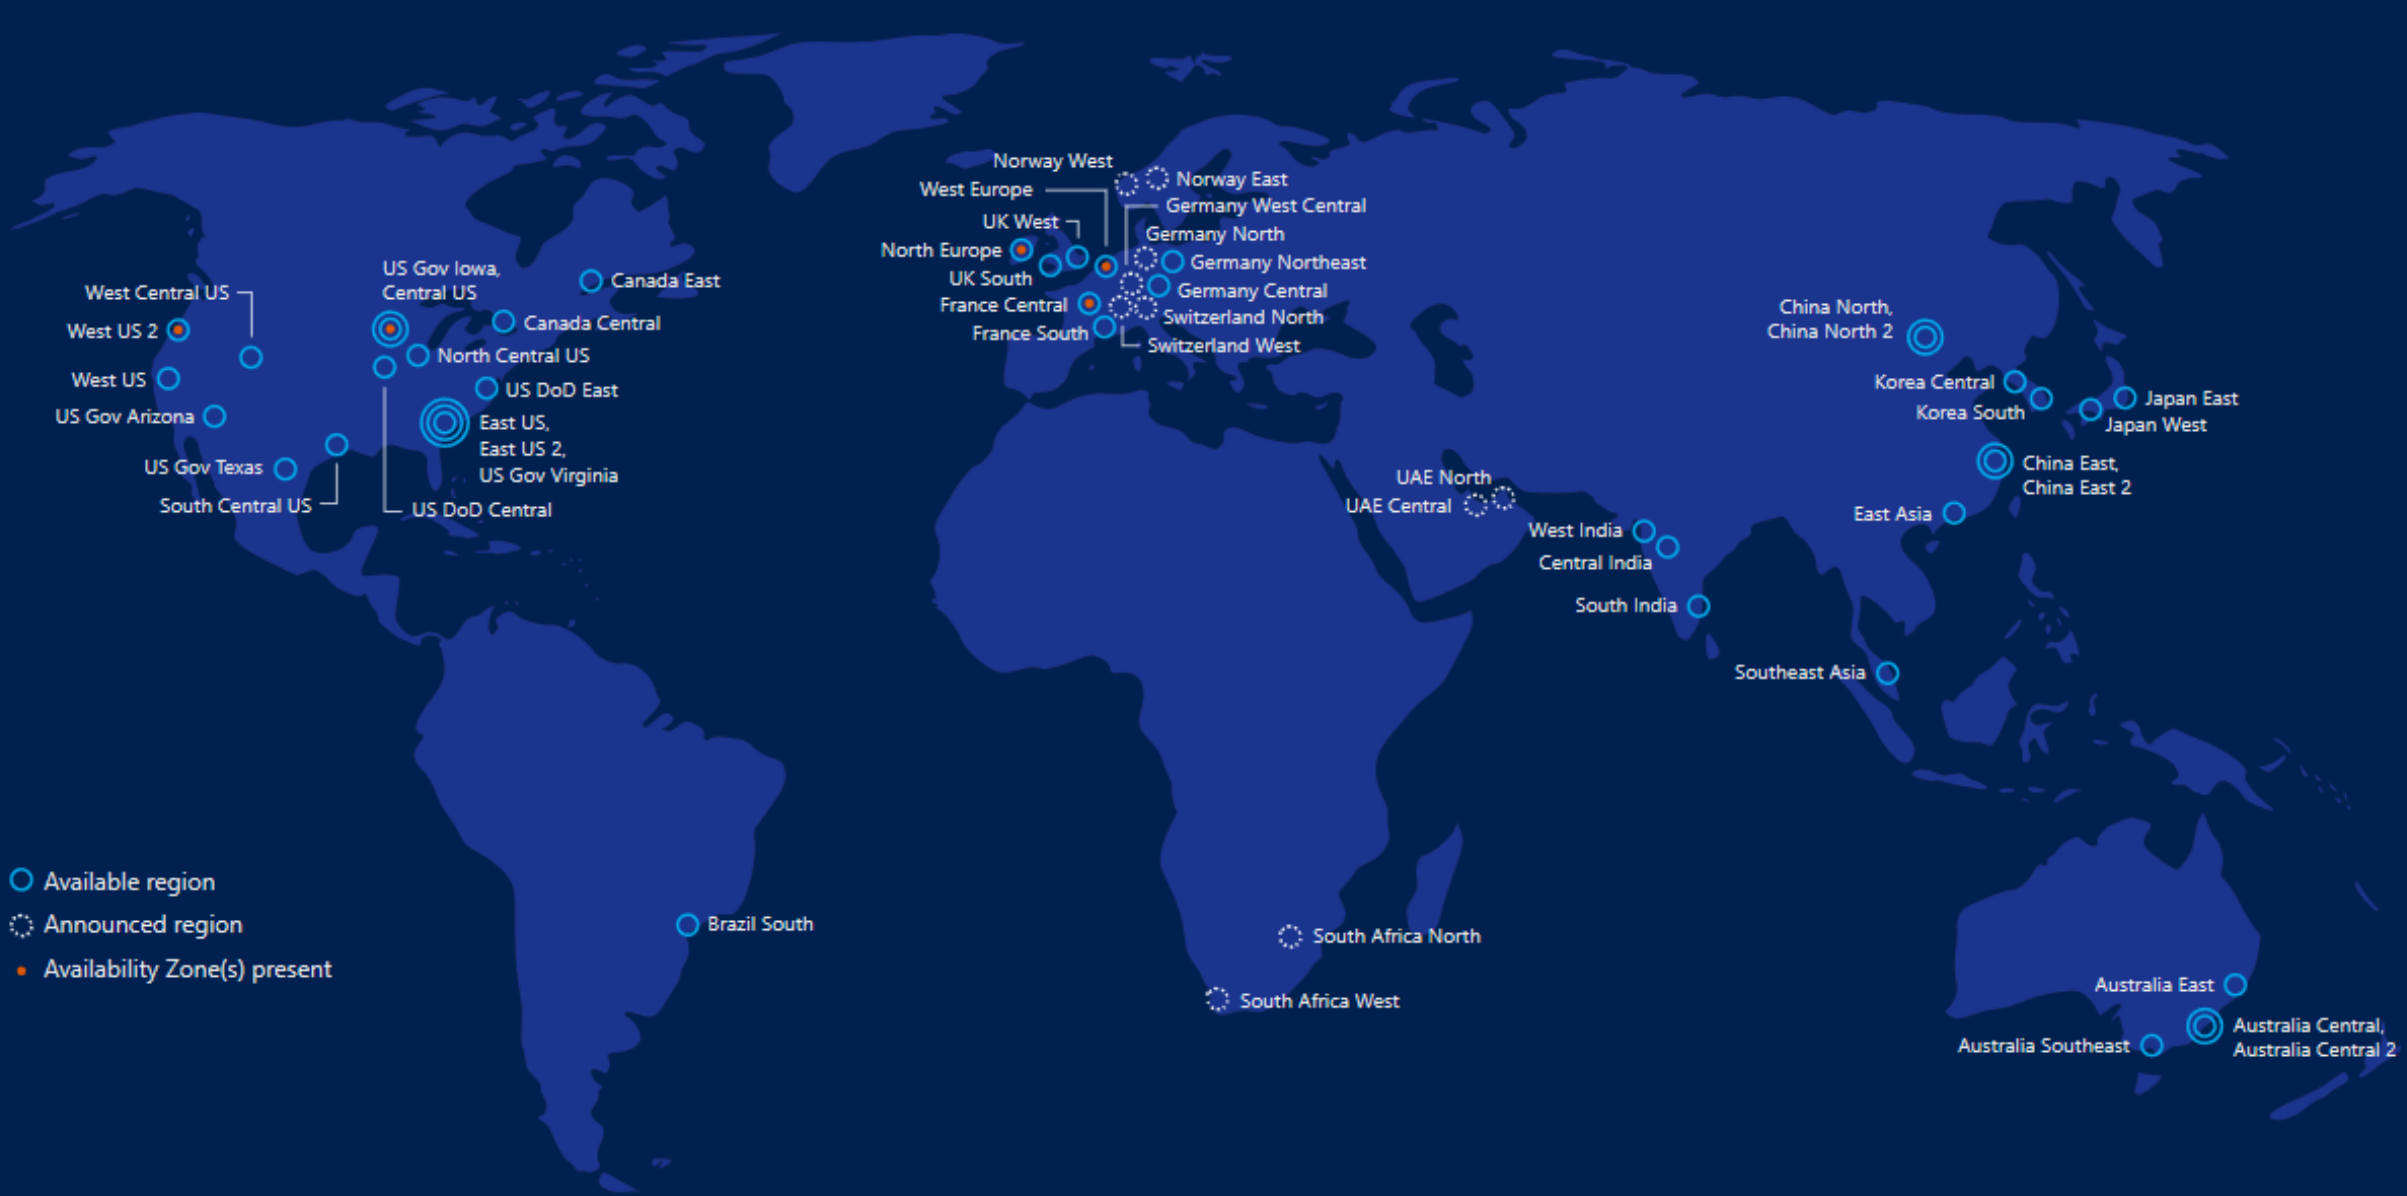 Norway West
Norway East
West Europe
Germany West Central
UK West
Germany North
North Europe
Germany Northeast
UK South
Germany Central
France Central
Switzerland North
France South
Switzerland West
US Gov Iowa,
Central US
Canada East
West Central US
West US 2
Canada Central
North Central US
West US
US DoD East
US Gov Arizona
East US,
East US 2,
US Gov Virginia
US Gov Texas
South Central US
US DoD Central
China North,
China North 2
Korea Central
Korea South
Japan East
Japan West
China East,
China East 2
East Asia
UAE North
UAE Central
West India
Central India
South India
Southeast Asia
Available region
Announced region
Availability Zone(s) present
Brazil South
South Africa North
South Africa West
Australia East
Australia Central,
Australia Central 2
Australia Southeast